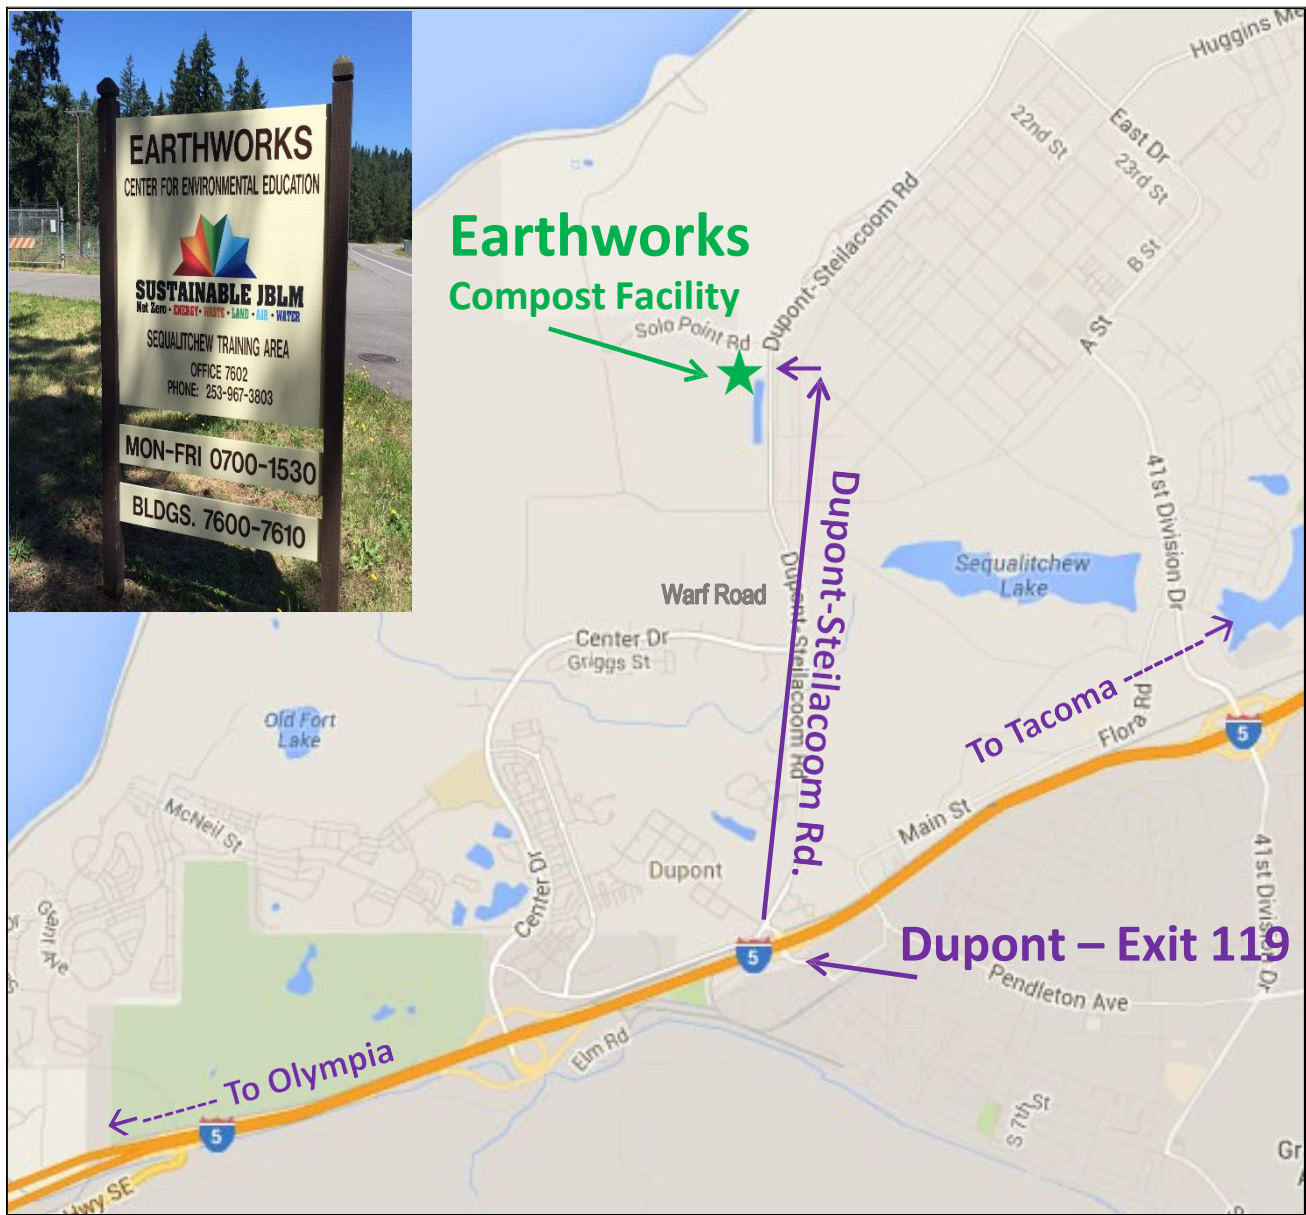 EARTHWORKS
CENTER FOR ENVIRONMENTAL EDUCATION
SUSTAINABLE JBLM
Net Zero • ENERGY • WASTE • LAND • AIR • WATER
SEQUALITCHEW TRAINING AREA
OFFICE 7602
PHONE: 253-967-3803
MON-FRI 0700-1530
BLDGS. 7600-7610
Huggins Me
22nd St
East Dr
23rd St
B St
A St
Dupont-Steilacoom Rd
Earthworks
Compost Facility
Solo Point Rd
41st Division Dr
Dupont-Steilacoom Rd.
Dupont-Steilacoom Rd
Sequalitchew
Lake
Warf Road
Center Dr
Griggs St
To Tacoma
Flora Rd
5
Old Fort
Lake
McNeil St
Main St
Dupont
Center Dr
41st Division Dr
Glent Ave
Dupont – Exit 119
5
Pendleton Ave
Elm Rd
To Olympia
5
S 7th St
Gr
Hwy SE